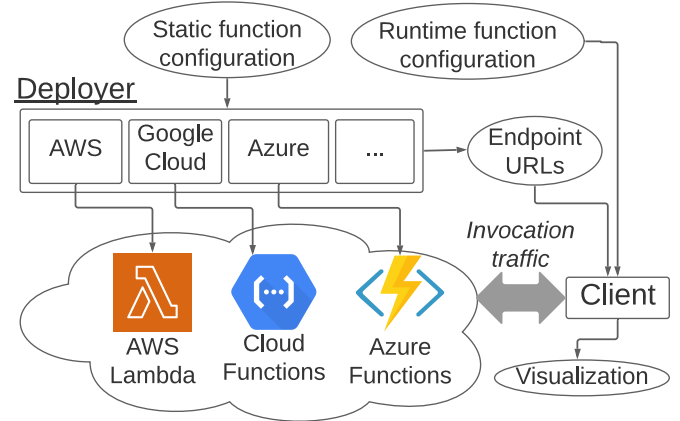 Static function
configuration
Runtime function
configuration
Deployer
AWS
Google
Cloud
Azure
...
Endpoint
URLs
Invocation
traffic
Client
AWS
Lambda
Cloud
Functions
Azure
Functions
Visualization